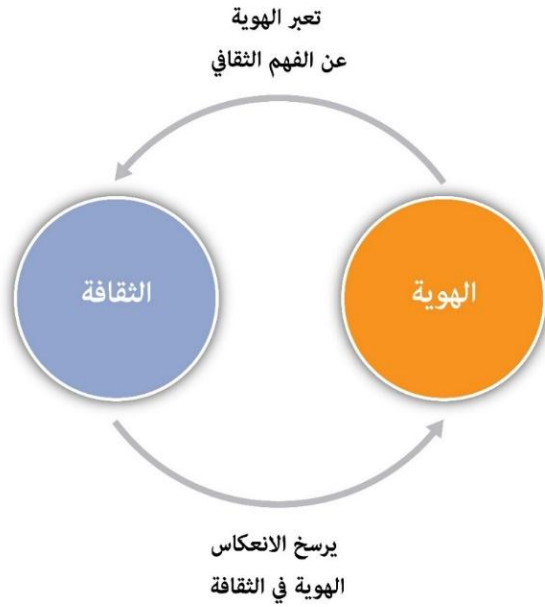 تعبر الهوية
عن الفهم الثقافي
الهوية
الثقافة
يرسخ الانعكاس
الهوية في الثقافة